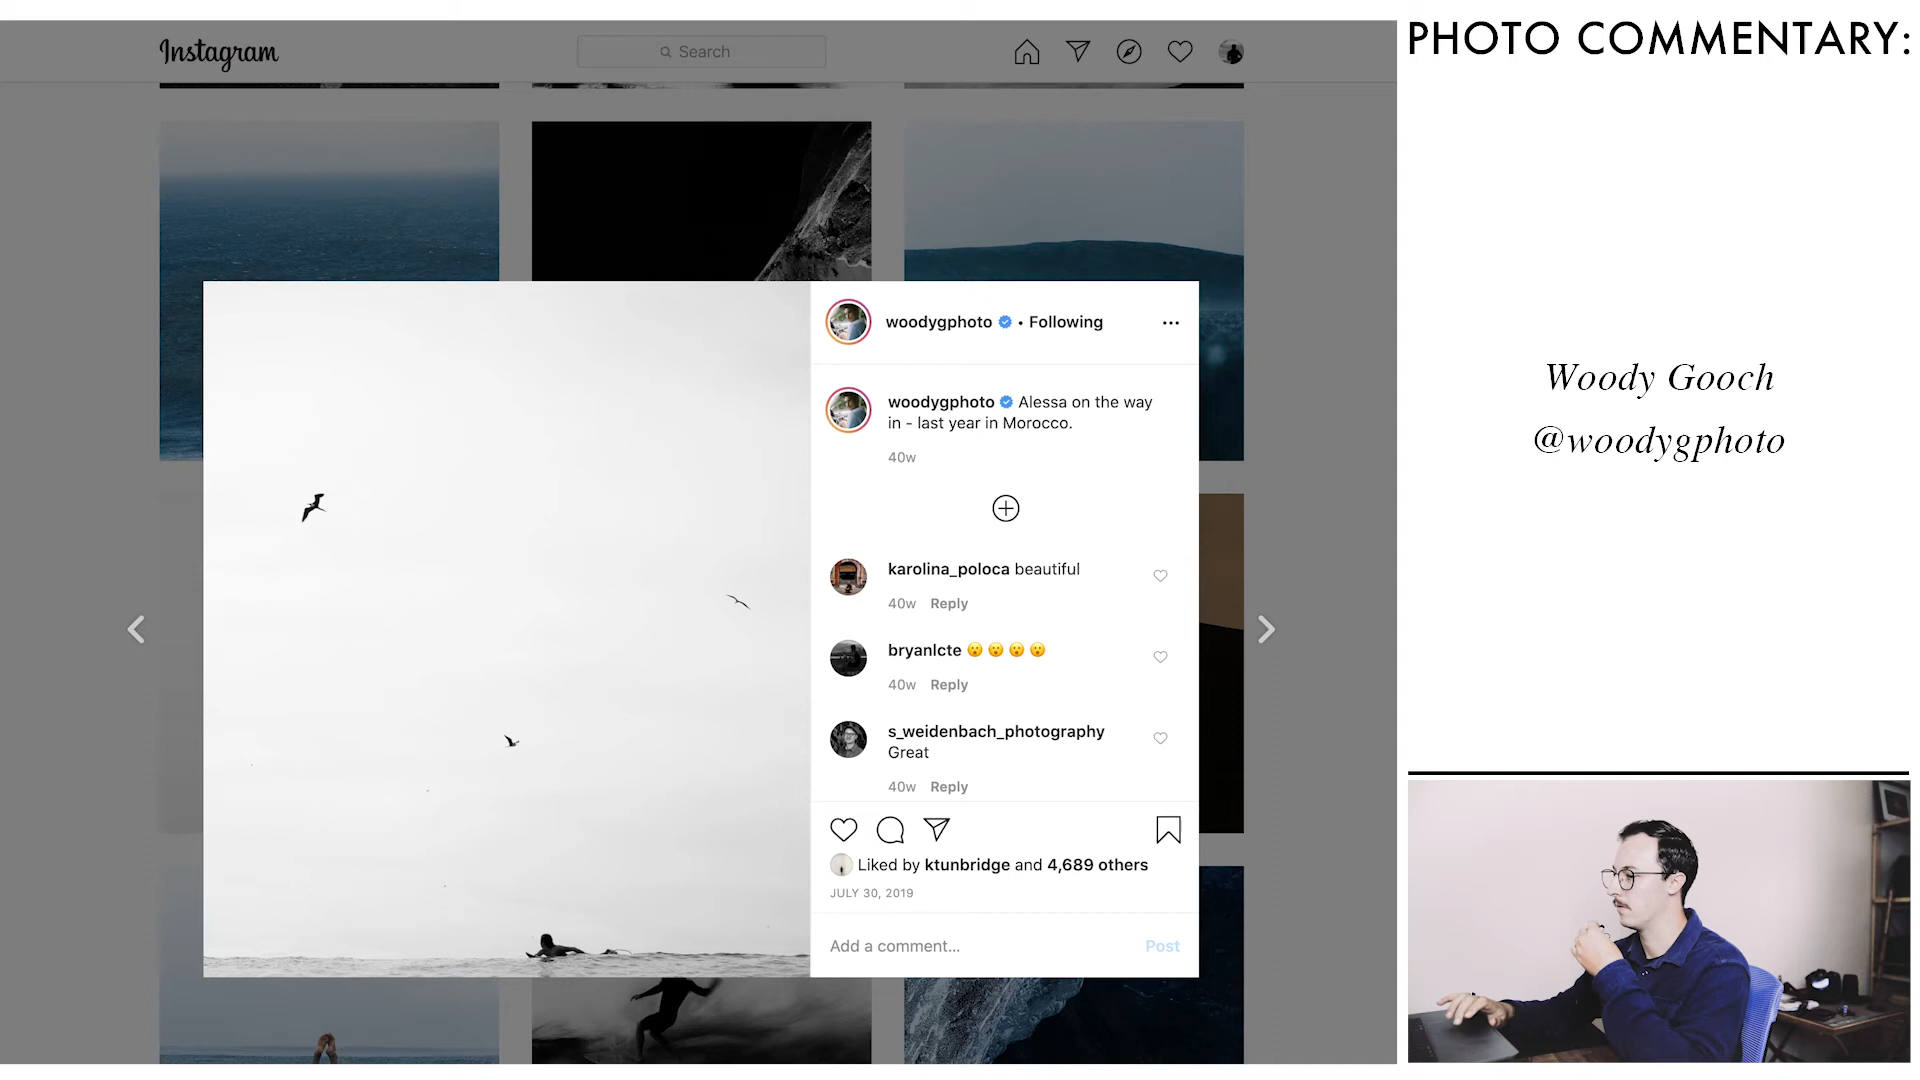 Instagram
Search
PHOTO COMMENTARY:
woodygphoto • Following
woodygphoto Alessa on the way
in - last year in Morocco.
40w
karolina_poloca beautiful
40w Reply
bryanlcte 😮 😮 😮 😮
40w Reply
s_weidenbach_photography
Great
40w Reply
Liked by ktunbridge and 4,689 others
JULY 30, 2019
Add a comment... Post
Woody Gooch
@woodygphoto